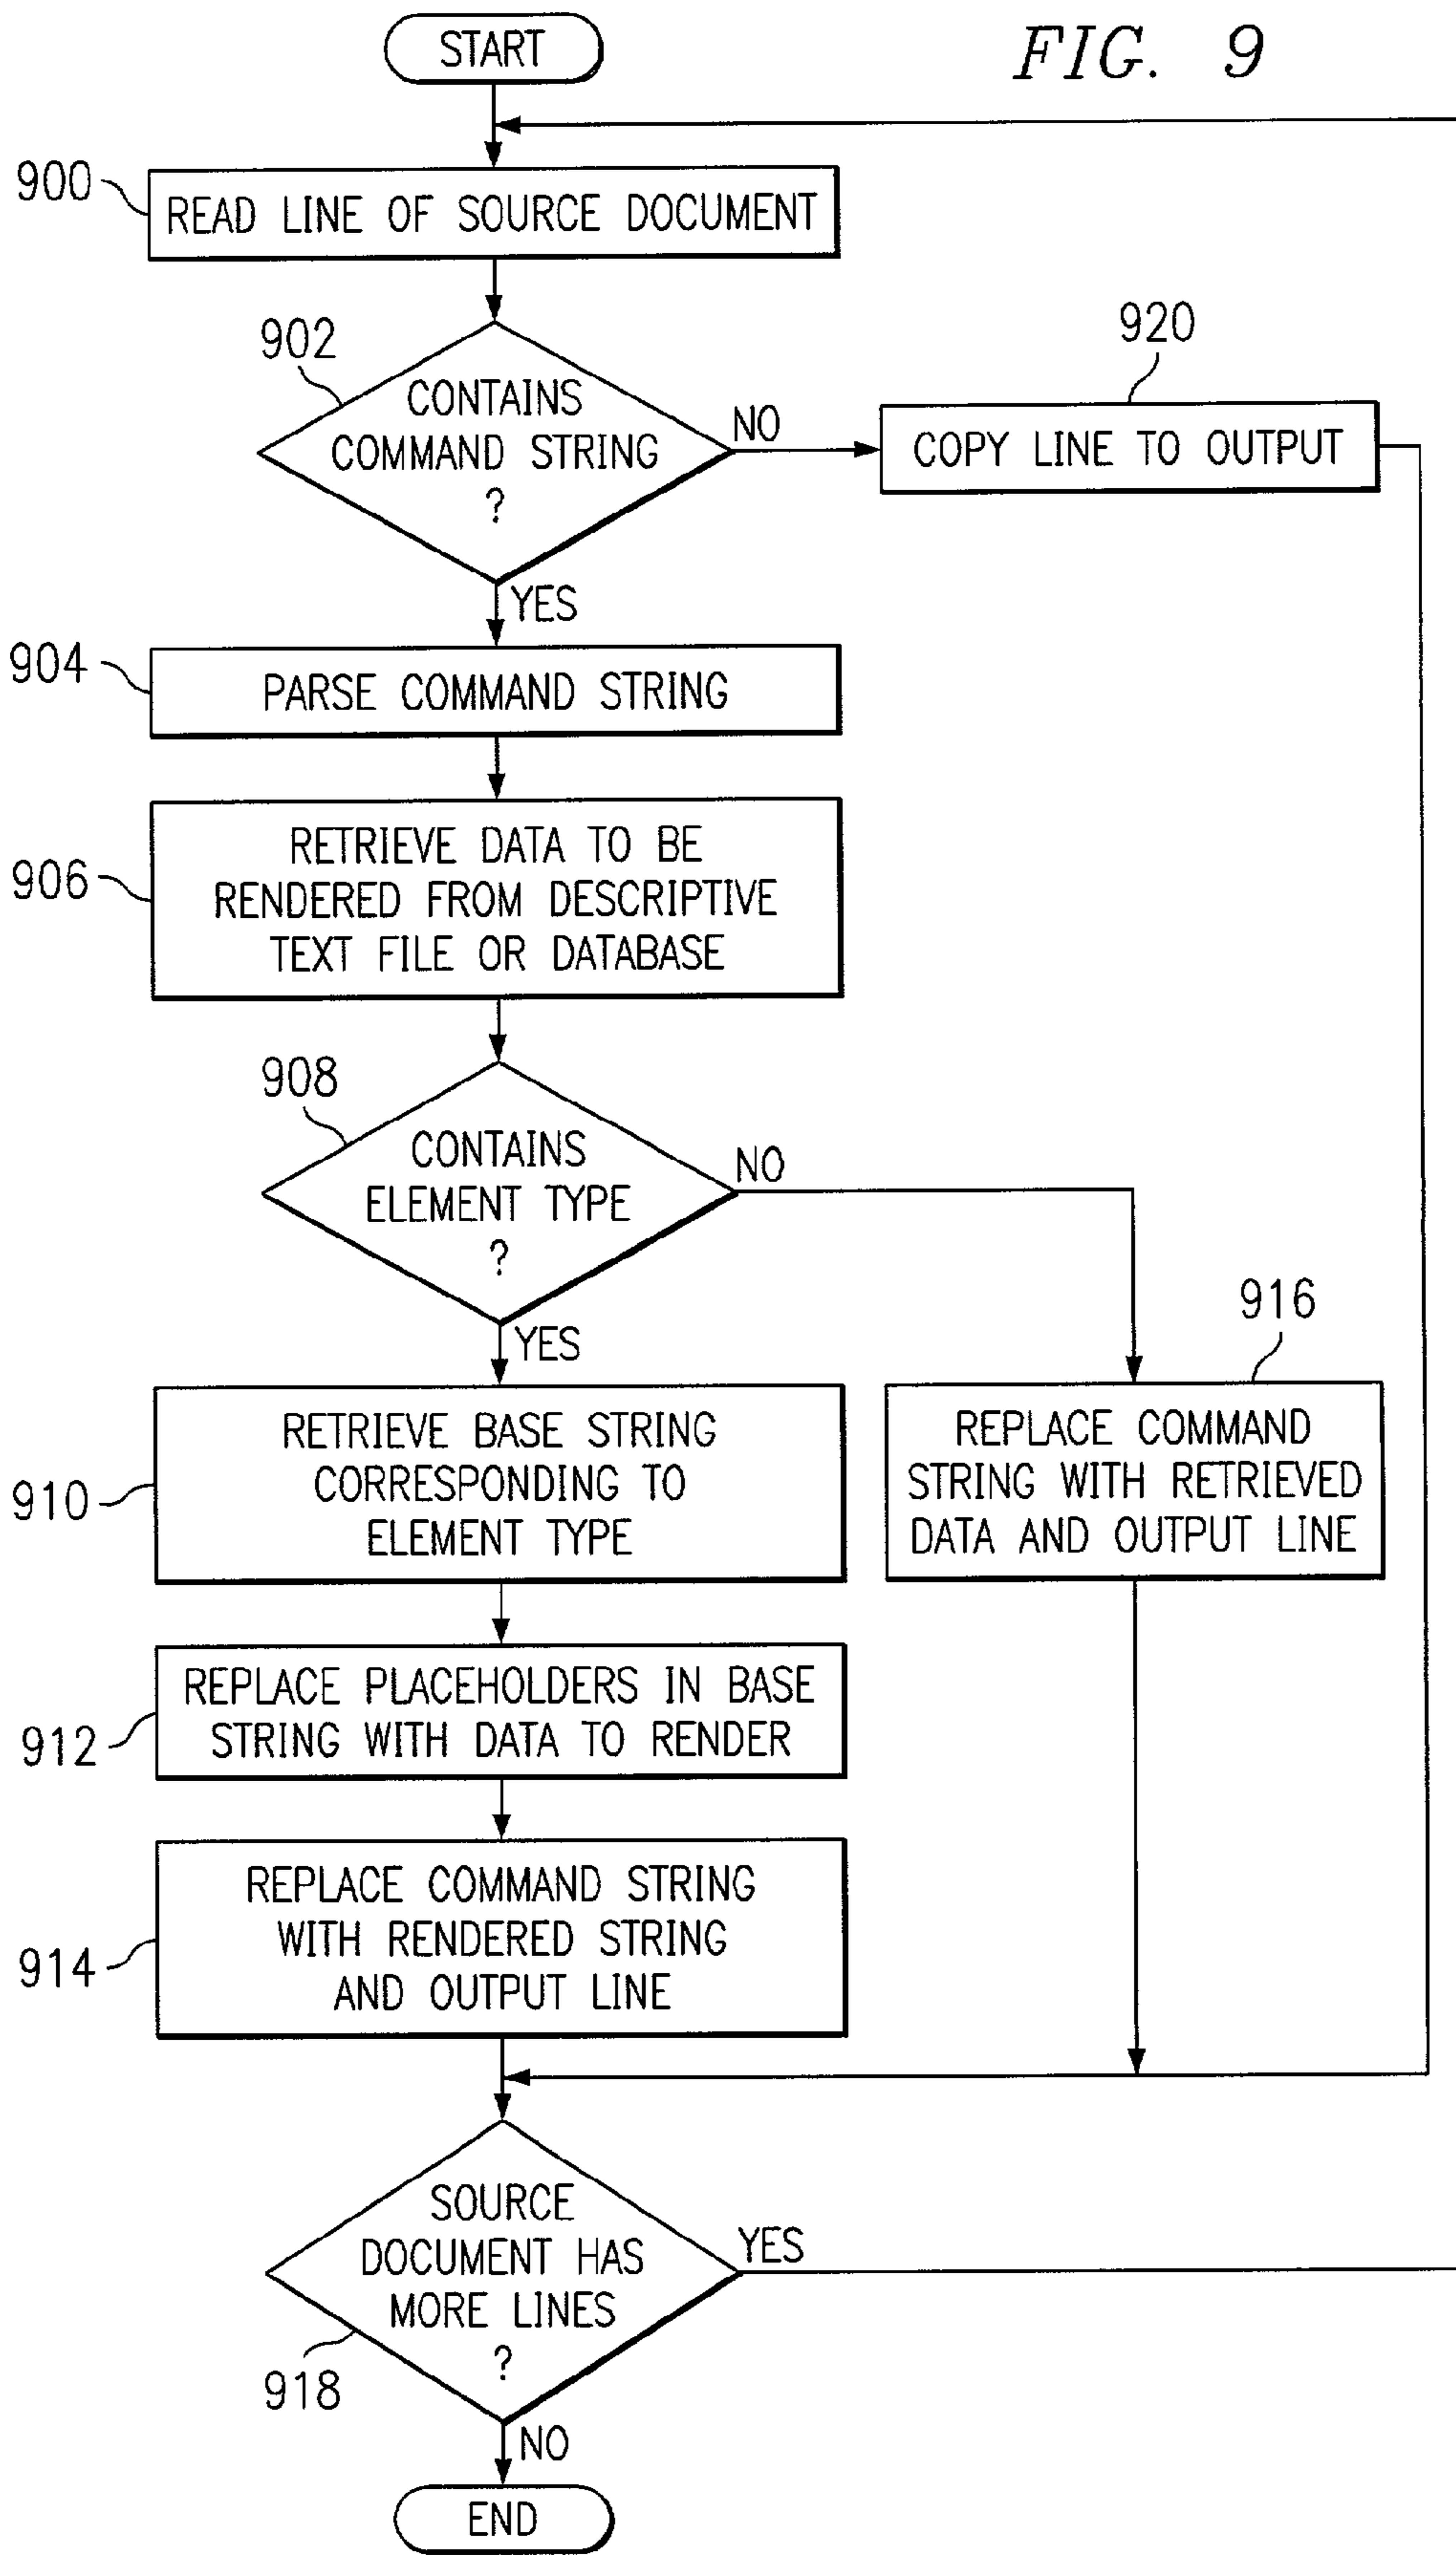 START
FIG. 9
900
READ LINE OF SOURCE DOCUMENT
902
CONTAINS
COMMAND STRING
?
NO
920
COPY LINE TO OUTPUT
YES
904
PARSE COMMAND STRING
906
RETRIEVE DATA TO BE
RENDERED FROM DESCRIPTIVE
TEXT FILE OR DATABASE
908
CONTAINS
ELEMENT TYPE
?
NO
YES
916
REPLACE COMMAND
STRING WITH RETRIEVED
DATA AND OUTPUT LINE
910
RETRIEVE BASE STRING
CORRESPONDING TO
ELEMENT TYPE
912
REPLACE PLACEHOLDERS IN BASE
STRING WITH DATA TO RENDER
914
REPLACE COMMAND STRING
WITH RENDERED STRING
AND OUTPUT LINE
SOURCE
DOCUMENT HAS
MORE LINES
?
YES
918
NO
END